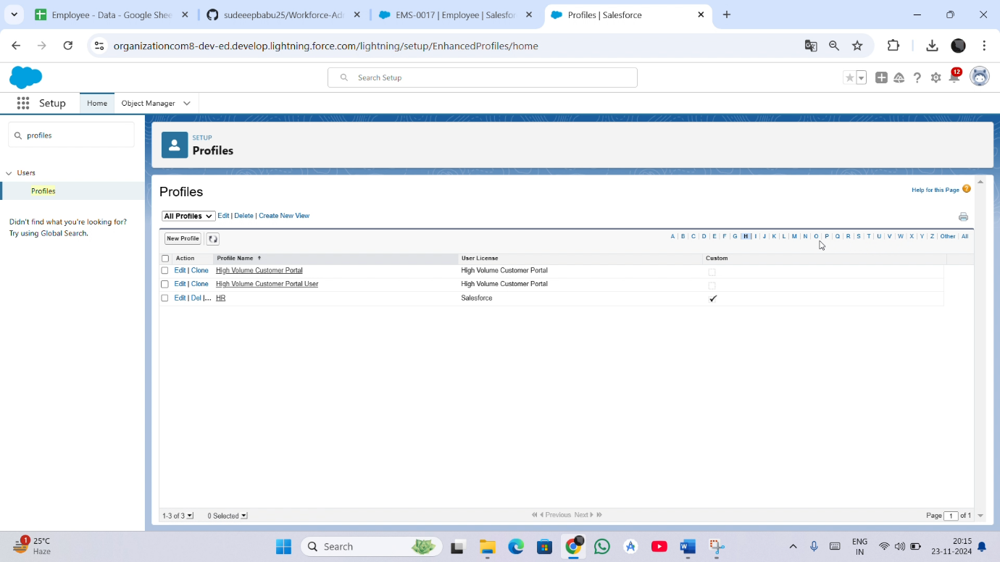 Employee - Data - Google Shee
sudeeepbabu25/Workforce-Ad
EMS-0017 | Employee | Salesfor
Profiles | Salesforce
organizationcom8-dev-ed.develop.lightning.force.com/lightning/setup/EnhancedProfiles/home
Search Setup
12
Setup
Home
Object Manager
profiles
Users
Profiles
Didn't find what you're looking for?
Try using Global Search.
SETUP
Profiles
Profiles
Help for this Page ?
All Profiles Edit | Delete | Create New View
New Profile
A | B | C | D | E | F | G | H | I | J | K | L | M | N | O | P | Q | R | S | T | U | V | W | X | Y | Z | Other | All
Action Profile Name User License Custom
Edit | Clone High Volume Customer Portal High Volume Customer Portal
Edit | Clone High Volume Customer Portal User High Volume Customer Portal
Edit | Del |... HR Salesforce
1-3 of 3 0 Selected Previous Next Page 1 of 1
1
25°C
Haze
Search
ENG
IN
20:15
23-11-2024